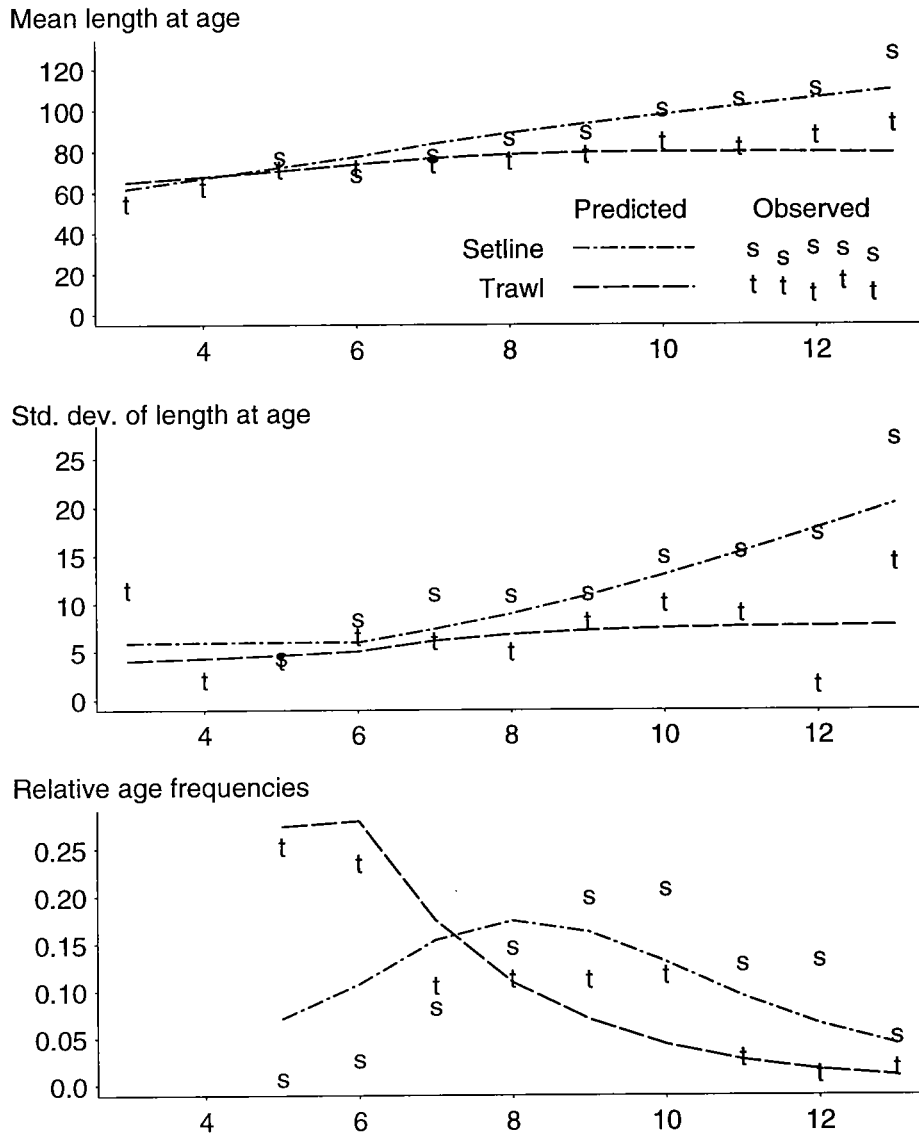 Mean length at age
120
100
80
60
40
20
0
s
s s s s s s s s
t t t t t t t t t t t
Predicted Observed
Setline s s s s s
Trawl t t t t t
4 6 8 10 12
Std. dev. of length at age
25
20
15
10
5
0
s s s s s s s s s
t t t t t t t t t t t
4 6 8 10 12
Relative age frequencies
0.25
0.20
0.15
0.10
0.05
0.0
t t t t t t t t t
s s s s s s s s s
4 6 8 10 12